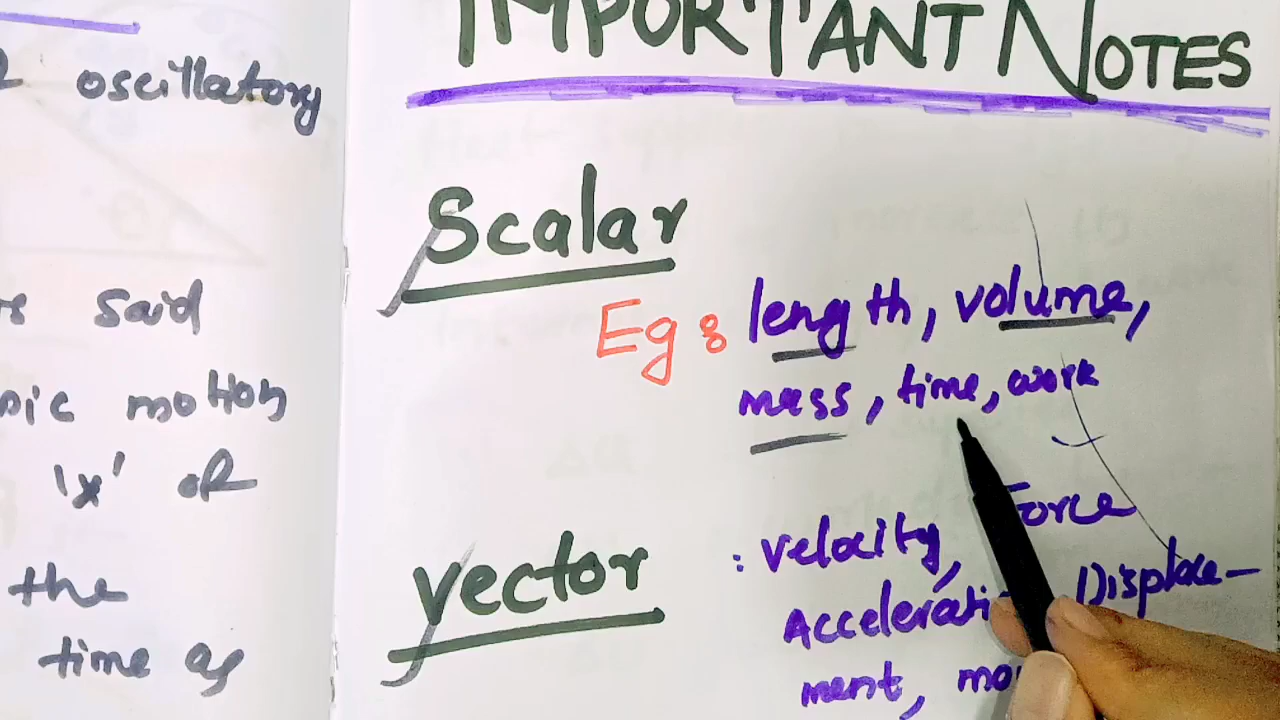 oscillatory
said
motion
'x' of
the
time as
IMPORTANT NOTES
Scalar
Eg: length, volume,
mass, time, work
Vector : velocity, Force
Displace-
ment,